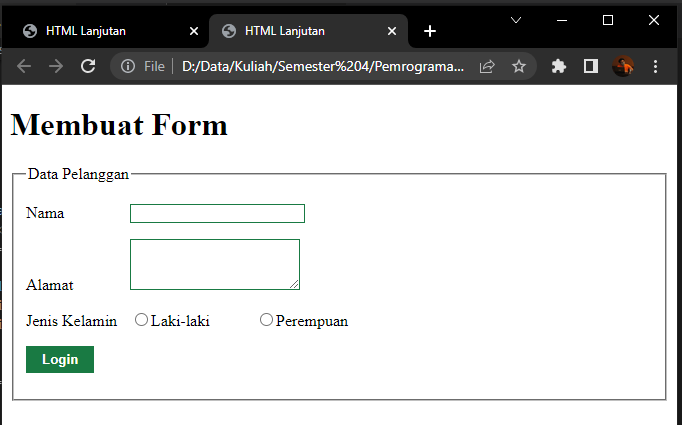 HTML Lanjutan
HTML Lanjutan
File D:/Data/Kuliah/Semester%204/Pemrograma...
Membuat Form
Data Pelanggan
Nama
Alamat
Jenis Kelamin Laki-laki Perempuan
Login